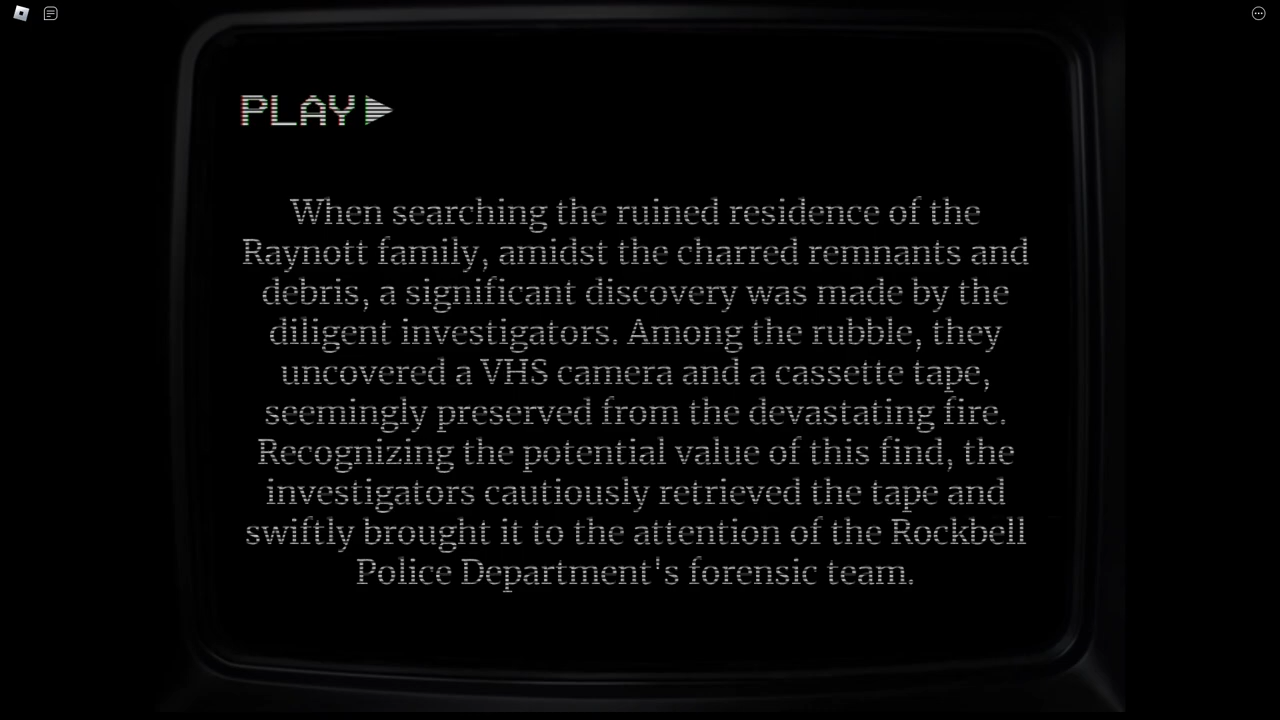 PLAY
When searching the ruined residence of the
Raynott family, amidst the charred remnants and
debris, a significant discovery was made by the
diligent investigators. Among the rubble, they
uncovered a VHS camera and a cassette tape,
seemingly preserved from the devastating fire.
Recognizing the potential value of this find, the
investigators cautiously retrieved the tape and
swiftly brought it to the attention of the Rockbell
Police Department's forensic team.